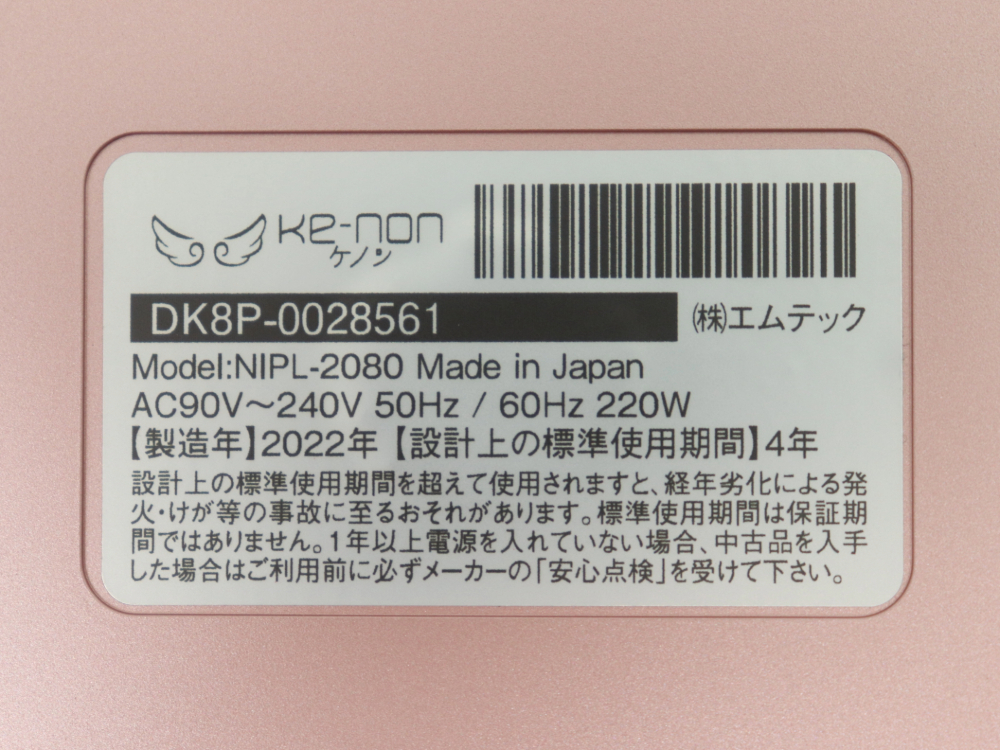 ke-non
ケノン
DK8P-0028561
㈱エムテック
Model:NIPL-2080 Made in Japan
AC90V～240V 50Hz / 60Hz 220W
【製造年】2022年【設計上の標準使用期間】4年
設計上の標準使用期間を超えて使用されますと、経年劣化による発
火・けが等の事故に至るおそれがあります。標準使用期間は保証期
間ではありません。1年以上電源を入れていない場合、中古品を入手
した場合はご利用前に必ずメーカーの「安心点検」を受けて下さい。